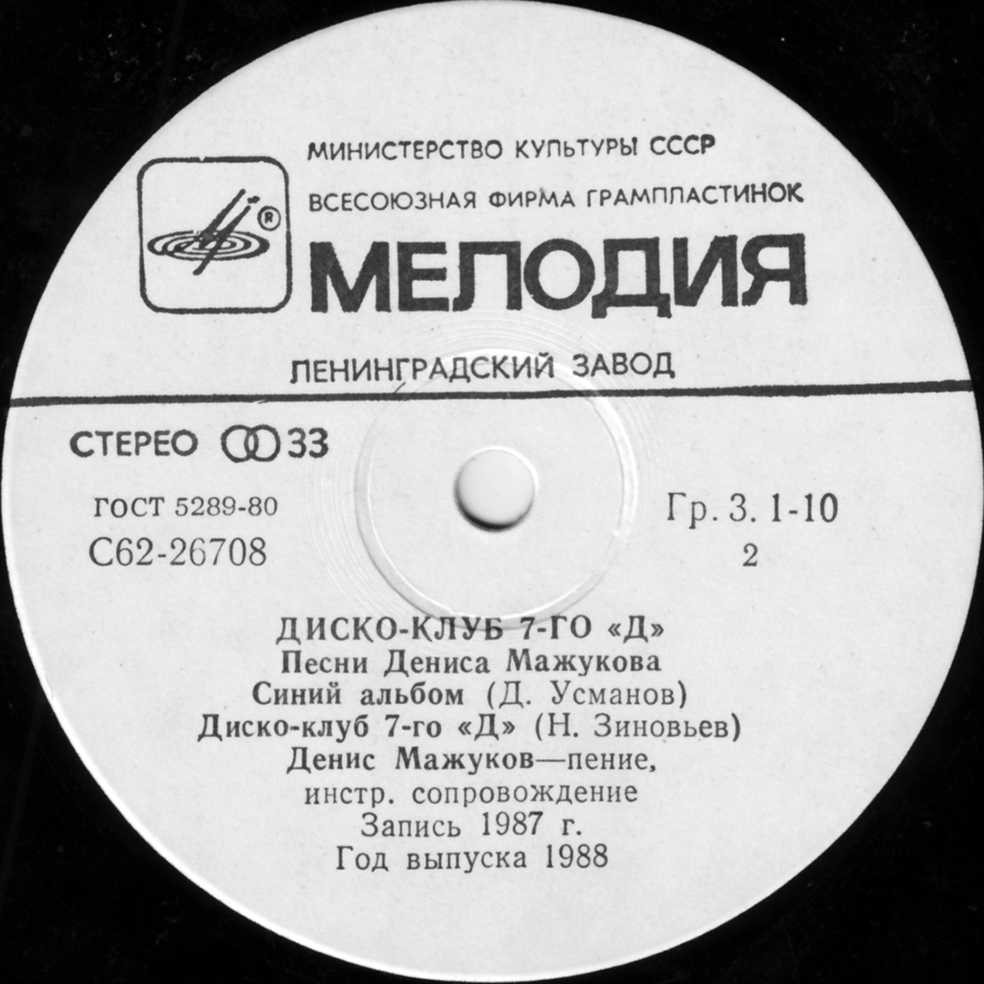 МИНИСТЕРСТВО КУЛЬТУРЫ СССР
ВСЕСОЮЗНАЯ ФИРМА ГРАМПЛАСТИНОК
®
МЕЛОДИЯ
ЛЕНИНГРАДСКИЙ ЗАВОД
СТЕРЕО 33
ГОСТ 5289-80
С62-26708
Гр. 3. 1-10
2
ДИСКО-КЛУБ 7-ГО «Д»
Песни Дениса Мажукова
Синий альбом (Д. Усманов)
Диско-клуб 7-го «Д» (Н. Зиновьев)
Денис Мажуков—пение,
инстр. сопровождение
Запись 1987 г.
Год выпуска 1988